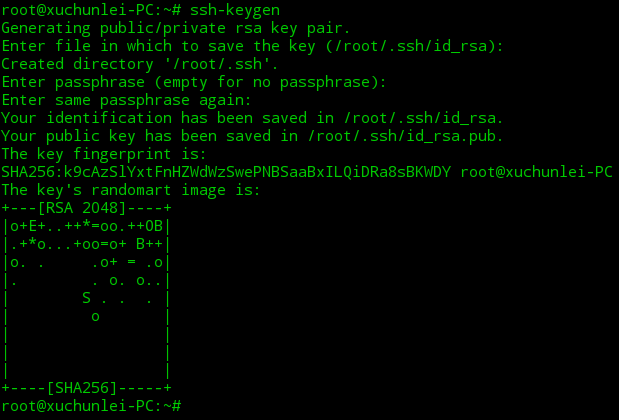 root@xuchunlei-PC:~# ssh-keygen
Generating public/private rsa key pair.
Enter file in which to save the key (/root/.ssh/id_rsa):
Created directory '/root/.ssh'.
Enter passphrase (empty for no passphrase):
Enter same passphrase again:
Your identification has been saved in /root/.ssh/id_rsa.
Your public key has been saved in /root/.ssh/id_rsa.pub.
The key fingerprint is:
SHA256:k9cAzSlYxtFnHZWdWzSwePNBSaaBxILQiDRa8sBKWDY root@xuchunlei-PC
The key's randomart image is:
+---[RSA 2048]----+
|o+E+..++*=oo.++OB|
|.+*o...+oo=o+ B++|
|o. .     .o+ = .o|
|.        . o. o..|
|        S . .  . |
|         o       |
|                 |
|                 |
|                 |
+----[SHA256]-----+
root@xuchunlei-PC:~#